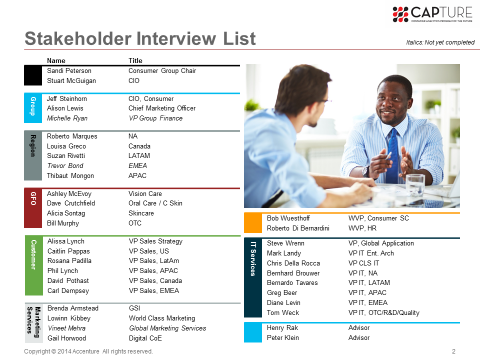 CAPTURE
Stakeholder Interview List
Italics: Not yet completed
Name Title
Sandi Peterson Consumer Group Chair
Stuart McGuigan CIO
Group
Jeff Steinhorn CIO, Consumer
Alison Lewis Chief Marketing Officer
Michelle Ryan VP Group Finance
Region
Roberto Marques NA
Louisa Greco Canada
Suzan Rivetti LATAM
Trevor Bond EMEA
Thibaut Mongon APAC
GFO
Ashley McEvoy Vision Care
Dave Crutchfield Oral Care / C Skin
Alicia Sontag Skincare
Bill Murphy OTC
Customer
Alissa Lynch VP Sales Strategy
Caitlin Pappas VP Sales, US
Rosana Padilla VP Sales, LatAm
Phil Lynch VP Sales, APAC
David Pothast VP Sales, Canada
Carl Dempsey VP Sales, EMEA
Marketing Services
Brenda Armstead GSI
Lowinn Kibbey World Class Marketing
Vineet Mehra Global Marketing Services
Gail Horwood Digital CoE
Bob Wuesthoff WVP, Consumer SC
Roberto Di Bernardini WVP, HR
IT Services
Steve Wrenn VP, Global Application
Mark Landy VP IT Ent. Arch
Chris Della Rocca VP CLS IT
Bernhard Brouwer VP IT, NA
Bernardo Tavares VP IT, LATAM
Greg Beer VP IT, APAC
Diane Levin VP IT, EMEA
Tom Weck VP IT, OTC/R&D/Quality
Henry Rak Advisor
Peter Klein Advisor
Copyright © 2014 Accenture All rights reserved. 2